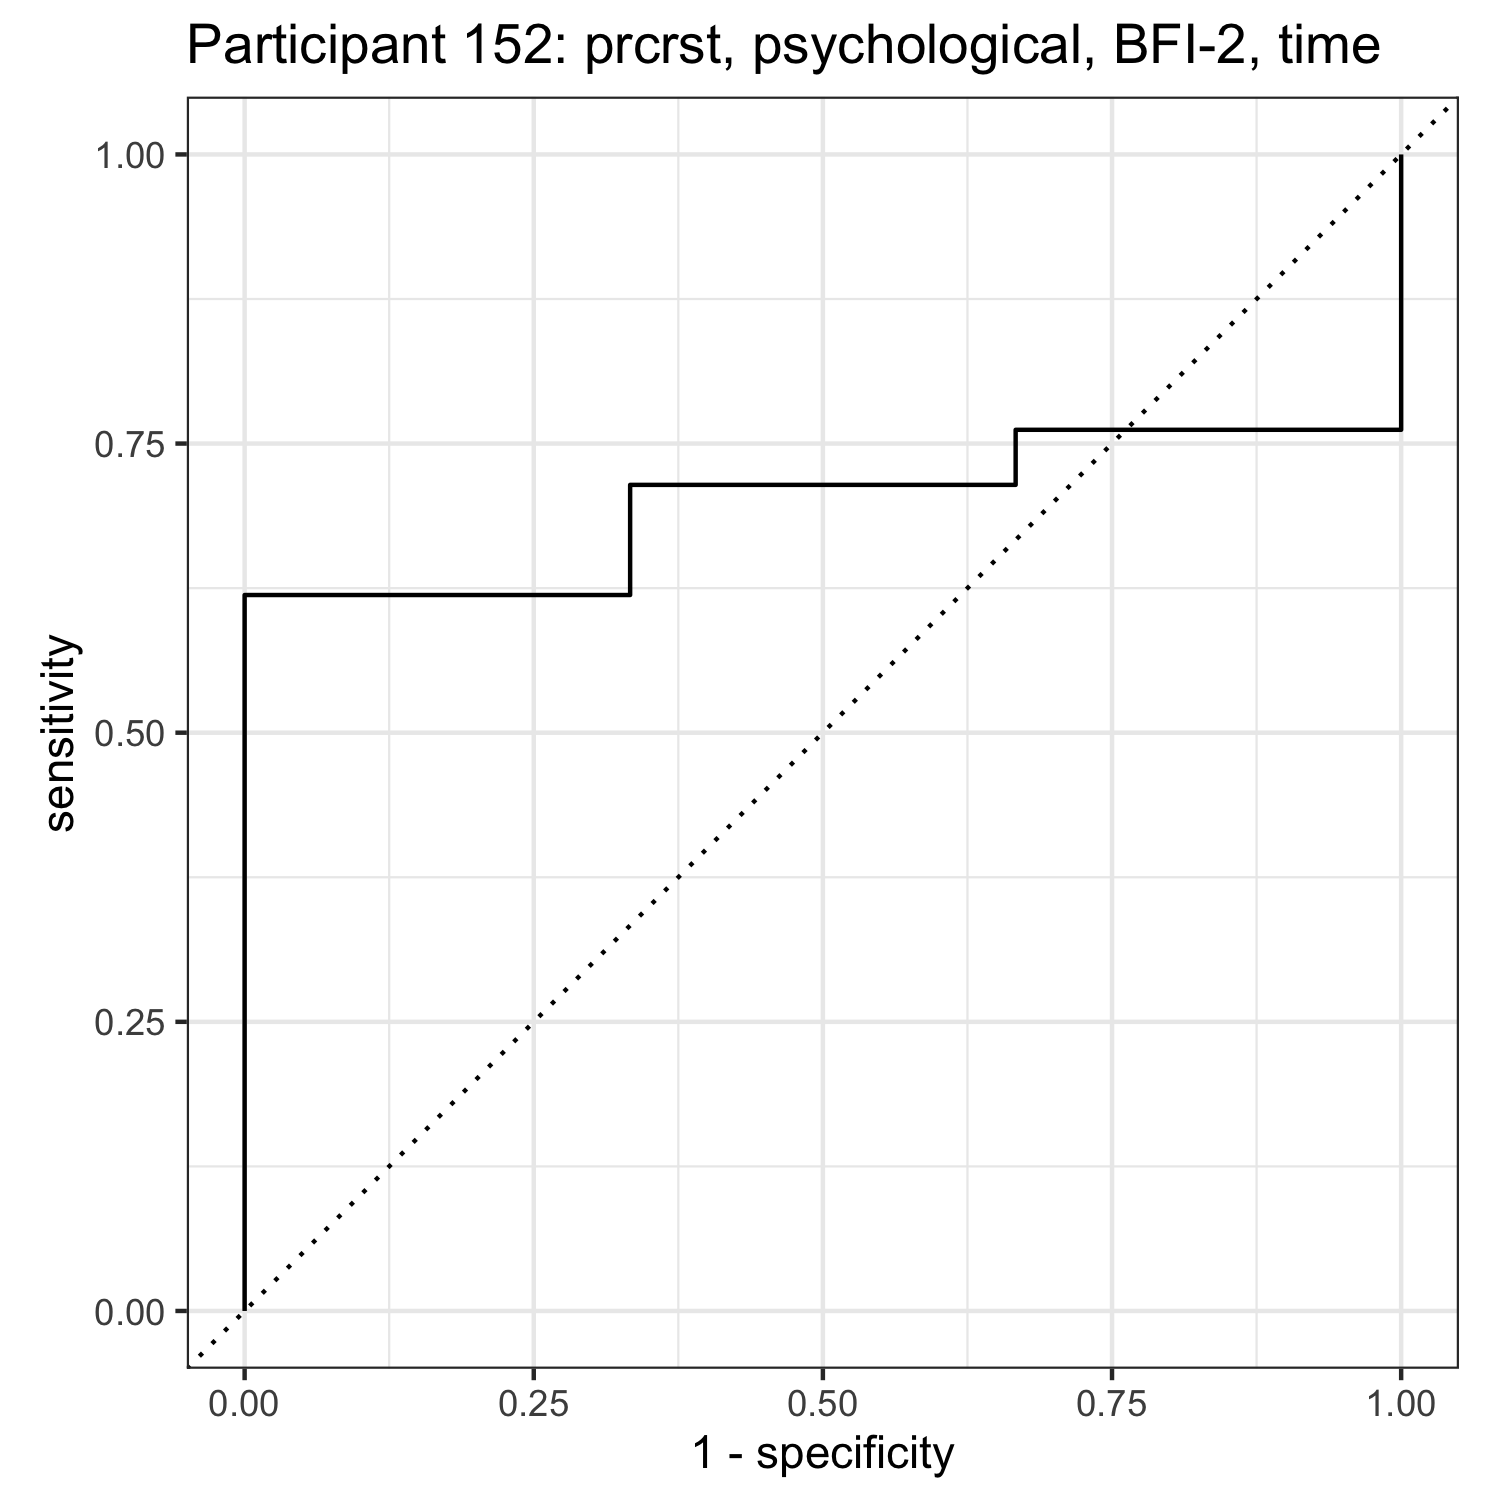 Participant 152: prcrst, psychological, BFI-2, time
1.00
0.75
0.50
0.25
0.00
sensitivity
0.00 0.25 0.50 0.75 1.00
1 - specificity